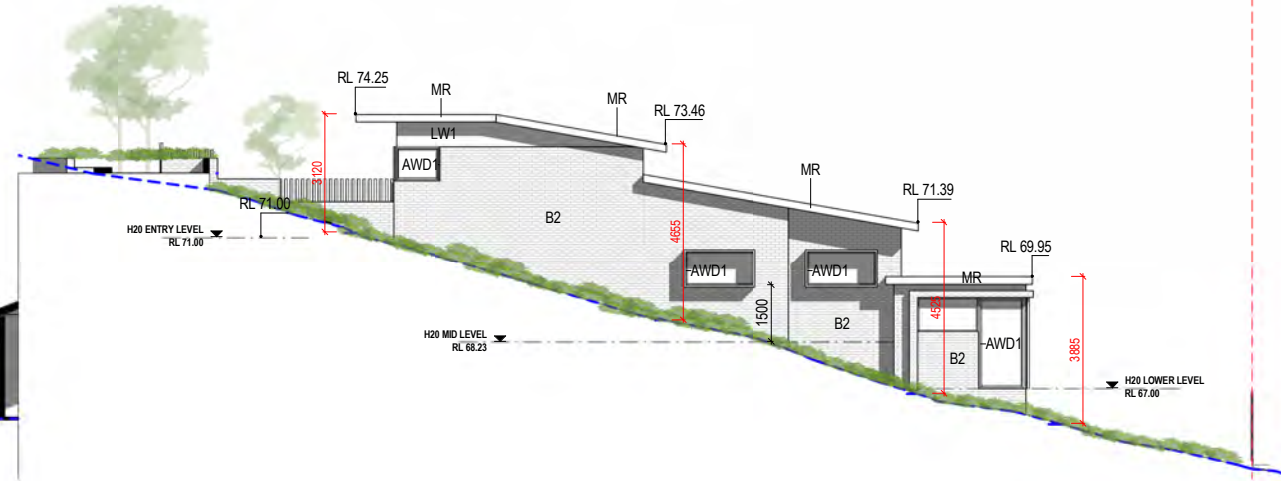 RL 74.25
MR
MR
RL 73.46
LW1
AWD1
3120
MR
RL 71.39
RL 71.00
B2
H20 ENTRY LEVEL
RL 71.00
4655
RL 69.95
AWD1
AWD1
MR
1500
B2
H20 MID LEVEL
RL 68.23
B2
AWD1
3885
H20 LOWER LEVEL
RL 67.00